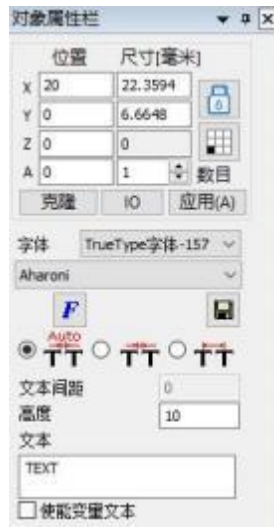 对象属性栏
位置 尺寸[毫米]
X 20 22.3594
Y 0 6.6648
Z 0 0
A 0 1 数目
克隆 IO 应用(A)
字体 TrueType字体-157
Aharoni
F
Auto
TT TT TT
文本间距 0
高度 10
文本
TEXT
使能变量文本